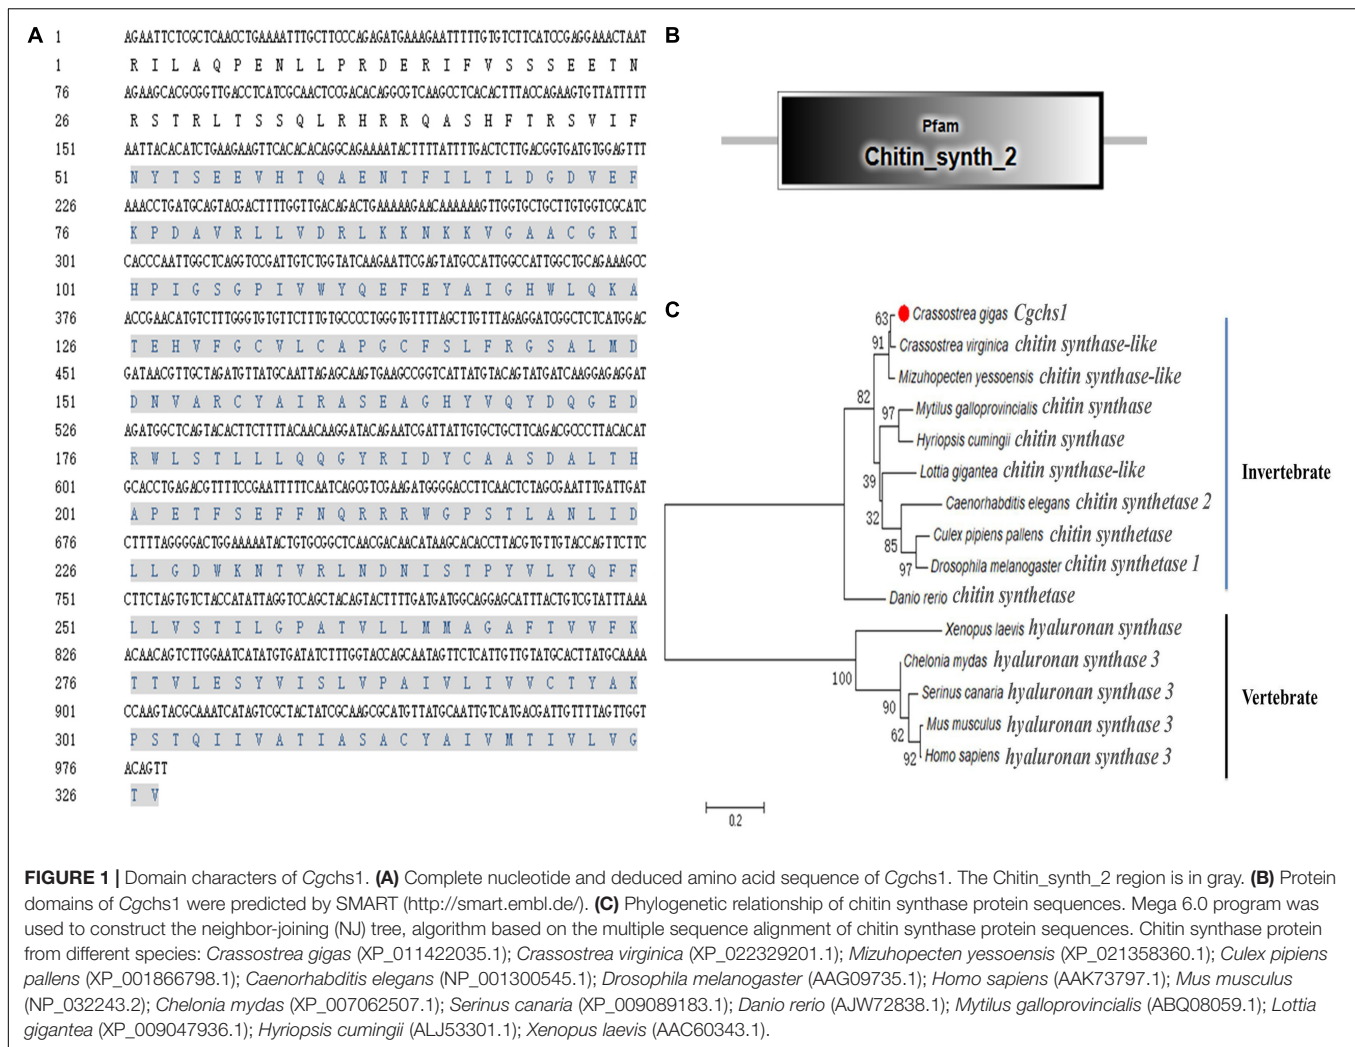 A
1 AGAATTCTCGCTCAACCTGAAAATTTGCTTCCCAGAGATGAAAGAATTTTTGTGTCTTCATCCGAGGAAACTAAT
1 R I L A Q P E N L L P R D E R I F V S S S E E T N
76 AGAAGCACGCGGTTGACCTCATCGCAACTCCGACACAGGCGTCAAGCCTCACACTTTACCAGAAGTGTTATTTTT
26 R S T R L T S S Q L R H R R Q A S H F T R S V I F
151 AATTACACATCTGAAGAAGTTCACACACAGGCAGAAAATACTTTTATTTTGACTCTTGACGGTGATGTGGAGTTT
51 N Y T S E E V H T Q A E N T F I L T L D G D V E F
226 AAACCTGATGCAGTACGACTTTTGGTTGACAGACTGAAAAAGAACAAAAAAGTTGGTGCTGCTTGTGGTCGCATC
76 K P D A V R L L V D R L K K N K K V G A A C G R I
301 CACCCAATTGGCTCAGGTCCGATTGTCTGGTATCAAGAATTCGAGTATGCCATTGGCCATTGGCTGCAGAAAGCC
101 H P I G S G P I V W Y Q E F E Y A I G H W L Q K A
376 ACCGAACATGTCTTTGGGTGTGTTCTTTGTGCCCCTGGGTGTTTTAGCTTGTTTAGAGGATCGGCTCTCATGGAC
126 T E H V F G C V L C A P G C F S L F R G S A L M D
451 GATAACGTTGCTAGATGTTATGCAATTAGAGCAAGTGAAGCCGGTCATTATGTACAGTATGATCAAGGAGAGGAT
151 D N V A R C Y A I R A S E A G H Y V Q Y D Q G E D
526 AGATGGCTCAGTACACTTCTTTTACAACAAGGATACAGAATCGATTATTGTGCTGCTTCAGACGCCCTTACACAT
176 R W L S T L L L Q Q G Y R I D Y C A A S D A L T H
601 GCACCTGAGACGTTTTCCGAATTTTTCAATCAGCGTCGAAGATGGGGACCTTCAACTCTAGCGAATTTGATTGAT
201 A P E T F S E F F N Q R R R W G P S T L A N L I D
676 CTTTTAGGGGACTGGAAAAATACTGTGCGGCTCAACGACAACATAAGCACACCTTACGTGTTGTACCAGTTCTTC
226 L L G D W K N T V R L N D N I S T P Y V L Y Q F F
751 CTTCTAGTGTCTACCATATTAGGTCCAGCTACAGTACTTTTGATGATGGCAGGAGCATTTACTGTCGTATTTAAA
251 L L V S T I L G P A T V L L M M A G A F T V V F K
826 ACAACAGTCTTGGAATCATATGTGATATCTTTGGTACCAGCAATAGTTCTCATTGTTGTATGCACTTATGCAAAA
276 T T V L E S Y V I S L V P A I V L I V V C T Y A K
901 CCAAGTACGCAAATCATAGTCGCTACTATCGCAAGCGCATGTTATGCAATTGTCATGACGATTGTTTTAGTTGGT
301 P S T Q I I V A T I A S A C Y A I V M T I V L V G
976 ACAGTT
326 T V
B
Pfam
Chitin_synth_2
C
Crassostrea gigas Cgchs1
63
Crassostrea virginica chitin synthase-like
91
Mizuhopecten yessoensis chitin synthase-like
82
Mytilus galloprovincialis chitin synthase
97
Hyriopsis cumingii chitin synthase
Lottia gigantea chitin synthase-like
39
Caenorhabditis elegans chitin synthetase 2
32
Culex pipiens pallens chitin synthetase
85
Drosophila melanogaster chitin synthetase 1
97
Danio rerio chitin synthetase
Invertebrate
Xenopus laevis hyaluronan synthase
Chelonia mydas hyaluronan synthase 3
100
Serinus canaria hyaluronan synthase 3
90
Mus musculus hyaluronan synthase 3
62
Homo sapiens hyaluronan synthase 3
92
Vertebrate
0.2
FIGURE 1 | Domain characters of Cgchs1. (A) Complete nucleotide and deduced amino acid sequence of Cgchs1. The Chitin_synth_2 region is in gray. (B) Protein
domains of Cgchs1 were predicted by SMART (http://smart.embl.de/). (C) Phylogenetic relationship of chitin synthase protein sequences. Mega 6.0 program was
used to construct the neighbor-joining (NJ) tree, algorithm based on the multiple sequence alignment of chitin synthase protein sequences. Chitin synthase protein
from different species: Crassostrea gigas (XP_011422035.1); Crassostrea virginica (XP_022329201.1); Mizuhopecten yessoensis (XP_021358360.1); Culex pipiens
pallens (XP_001866798.1); Caenorhabditis elegans (NP_001300545.1); Drosophila melanogaster (AAG09735.1); Homo sapiens (AAK73797.1); Mus musculus
(NP_032243.2); Chelonia mydas (XP_007062507.1); Serinus canaria (XP_009089183.1); Danio rerio (AJW72838.1); Mytilus galloprovincialis (ABQ08059.1); Lottia
gigantea (XP_009047936.1); Hyriopsis cumingii (ALJ53301.1); Xenopus laevis (AAC60343.1).